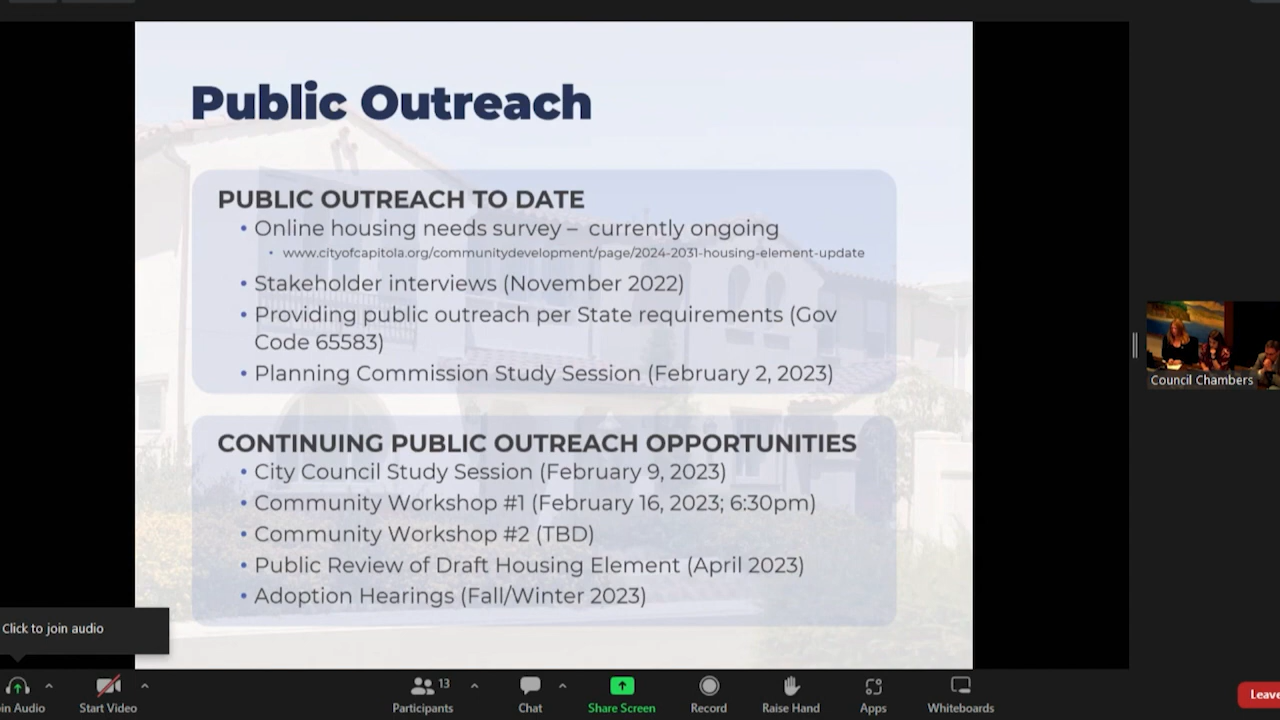 Public Outreach
PUBLIC OUTREACH TO DATE
• Online housing needs survey – currently ongoing
• www.cityofcapitola.org/communitydevelopment/page/2024-2031-housing-element-update
• Stakeholder interviews (November 2022)
• Providing public outreach per State requirements (Gov
Code 65583)
• Planning Commission Study Session (February 2, 2023)
CONTINUING PUBLIC OUTREACH OPPORTUNITIES
• City Council Study Session (February 9, 2023)
• Community Workshop #1 (February 16, 2023; 6:30pm)
• Community Workshop #2 (TBD)
• Public Review of Draft Housing Element (April 2023)
• Adoption Hearings (Fall/Winter 2023)
Council Chambers
Click to join audio
in Audio
Start Video
13
Participants
Chat
Share Screen
Record
Raise Hand
Apps
Whiteboards
Leave